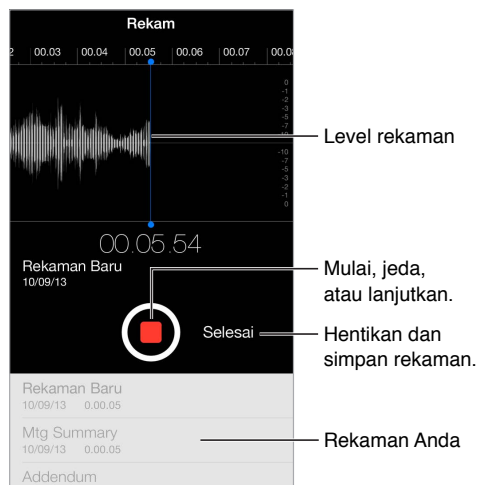 Rekam
2 00.03 00.04 00.05 00.06 00.07 00.08
0
-1
-2
-3
-5
-7
-10
-10
-7
-5
-3
-2
-1
0
Level rekaman
00.05.54
Rekaman Baru
10/09/13
Mulai, jeda,
atau lanjutkan.
Selesai
Hentikan dan
simpan rekaman.
Rekaman Baru
10/09/13 0.00.05
Mtg Summary
10/09/13 0.00.05
Rekaman Anda
Addendum